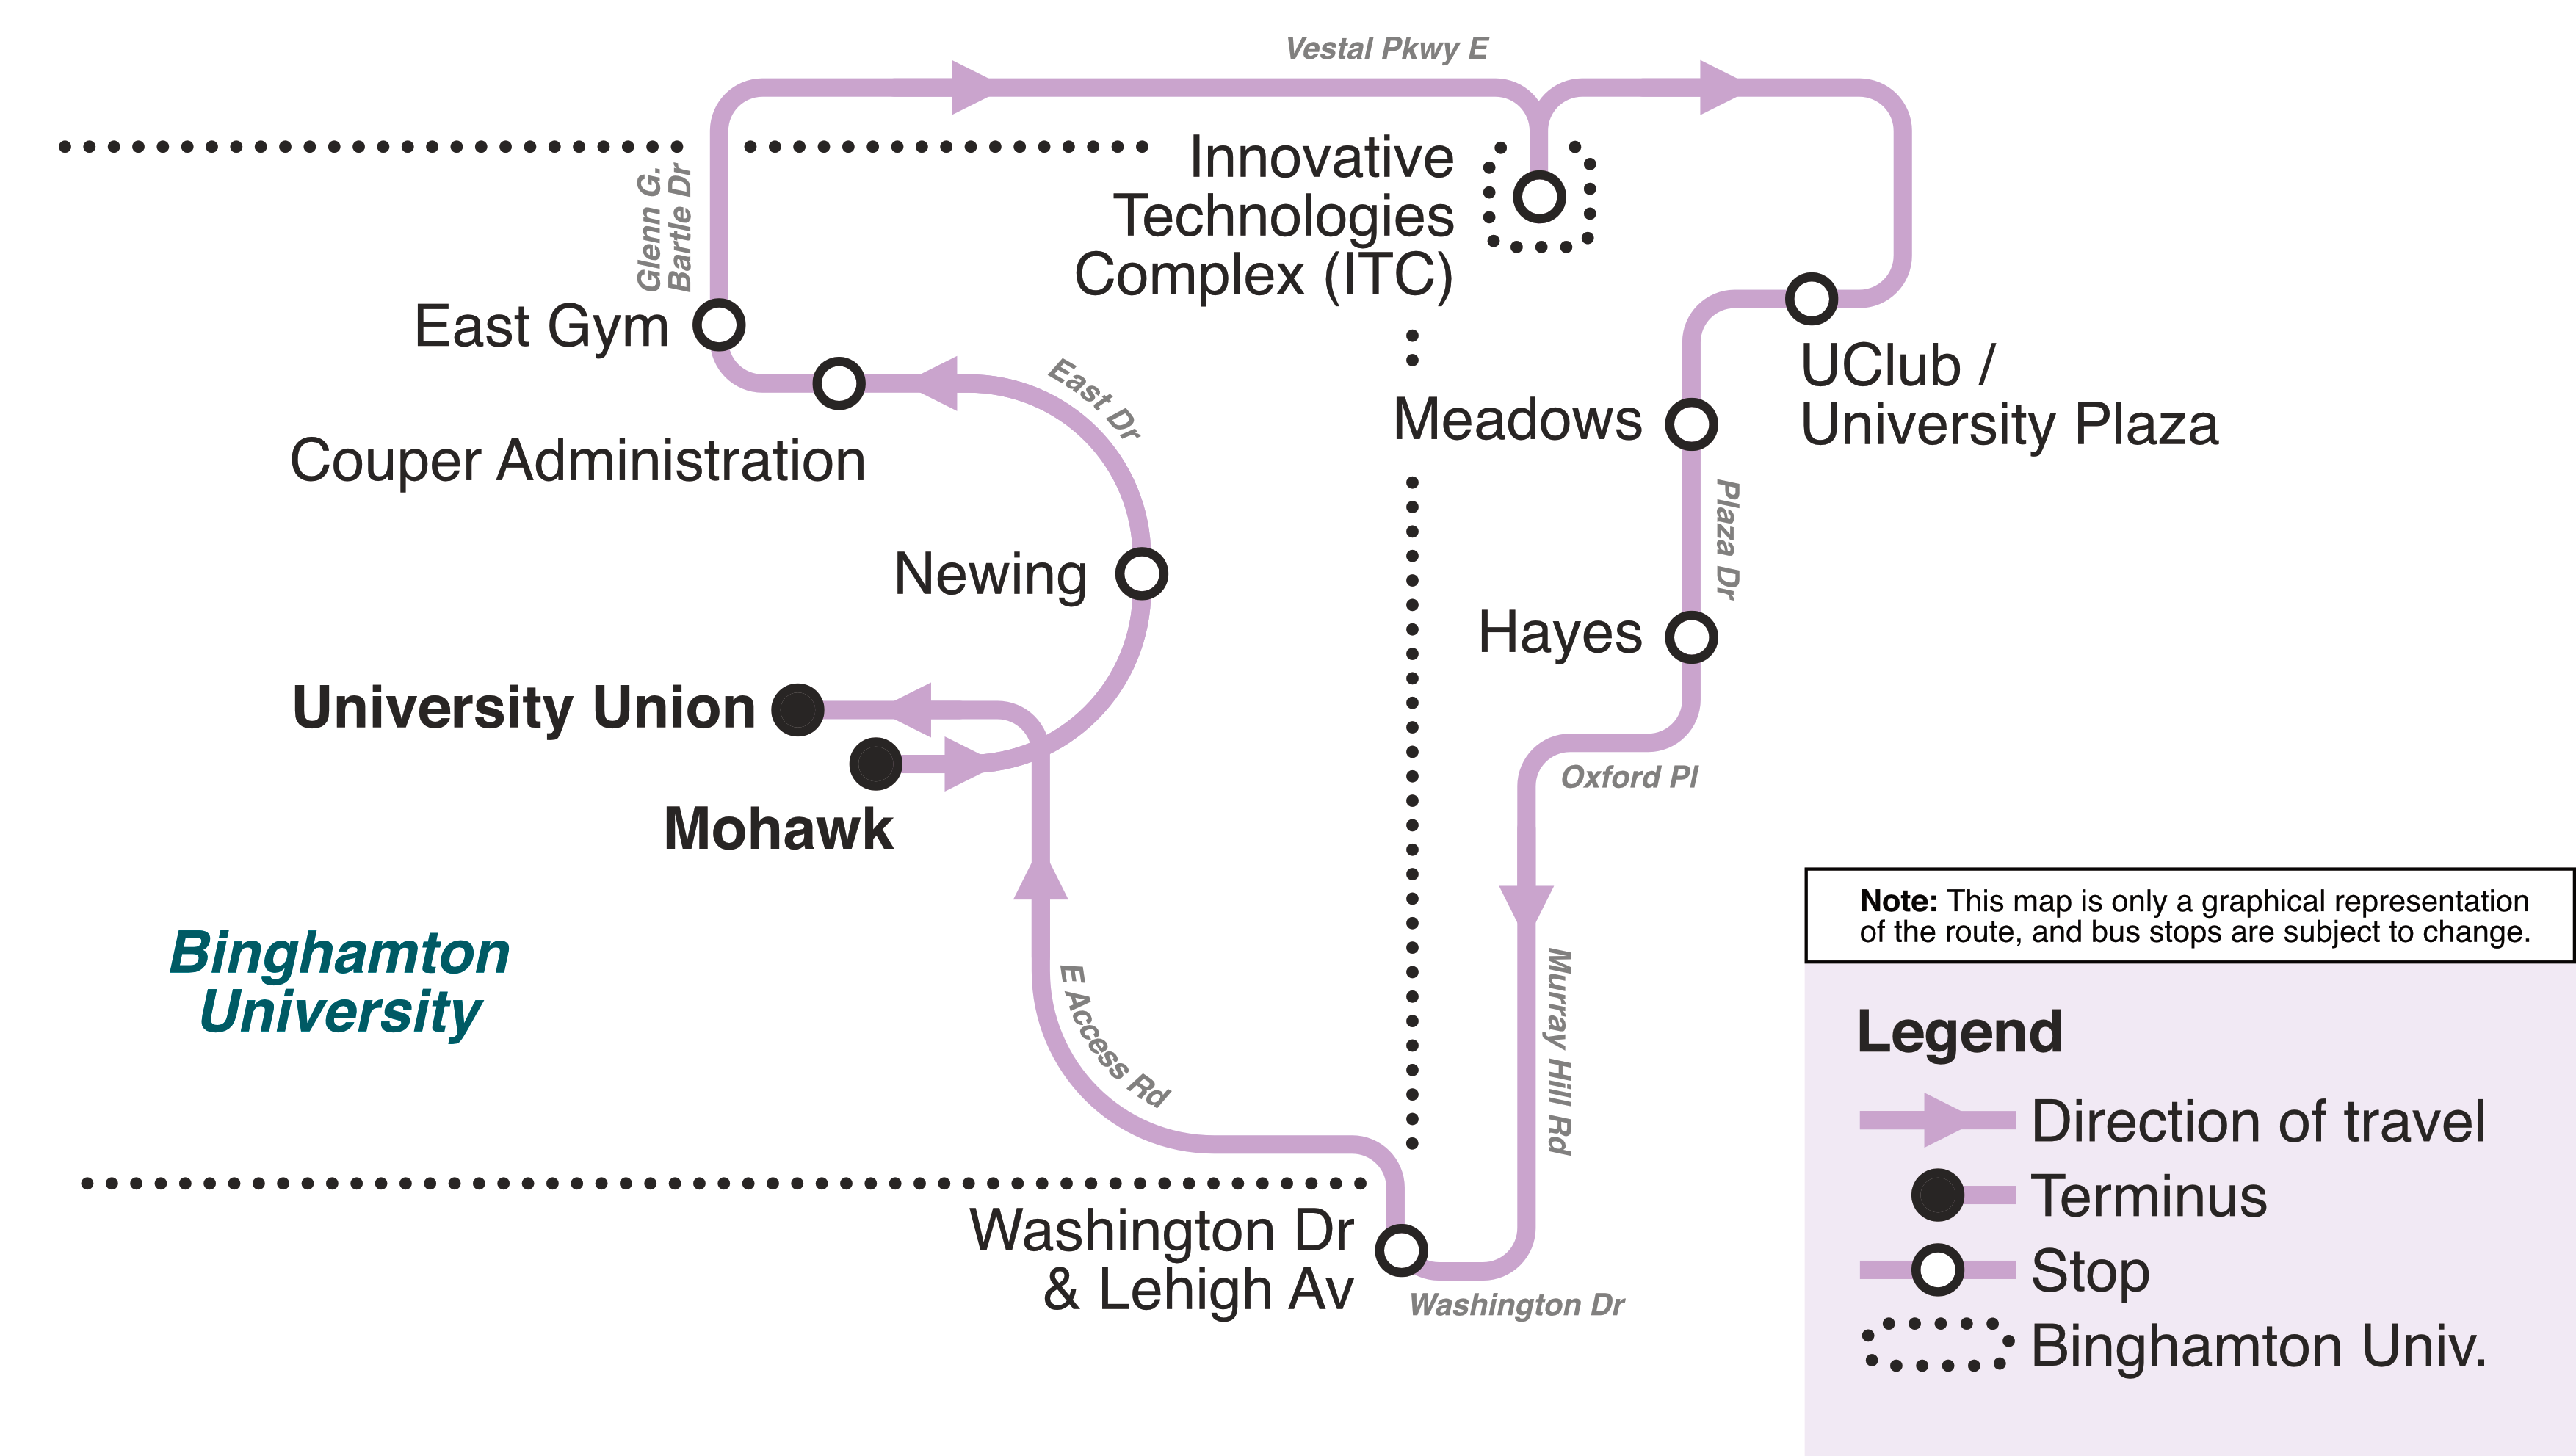 Vestal Pkwy E
Glenn G.
Bartle Dr
Innovative
Technologies
Complex (ITC)
East Gym
East Dr
UClub /
University Plaza
Meadows
Couper Administration
Plaza Dr
Newing
Hayes
University Union
Oxford Pl
Mohawk
Binghamton
University
E Access Rd
Murray Hill Rd
Washington Dr
& Lehigh Av
Washington Dr
Note: This map is only a graphical representation
of the route, and bus stops are subject to change.
Legend
Direction of travel
Terminus
Stop
Binghamton Univ.